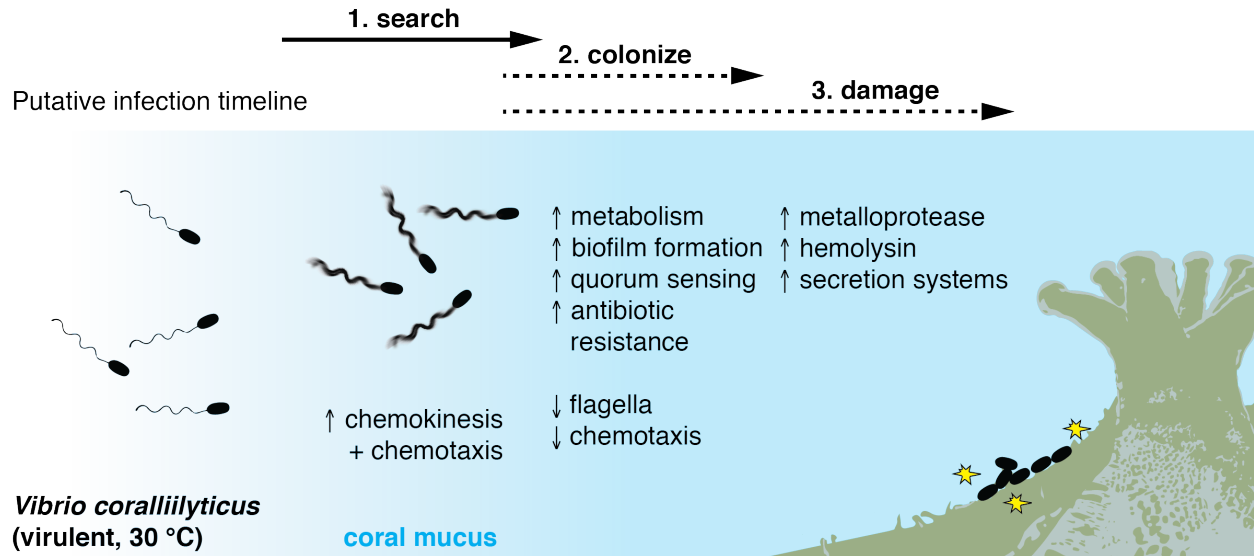 1. search
2. colonize
3. damage
Putative infection timeline
↑ metabolism
↑ biofilm formation
↑ quorum sensing
↑ antibiotic
resistance
↑ metalloprotease
↑ hemolysin
↑ secretion systems
↑ chemokinesis
+ chemotaxis
↓ flagella
↓ chemotaxis
Vibrio coralliilyticus
(virulent, 30 °C)
coral mucus